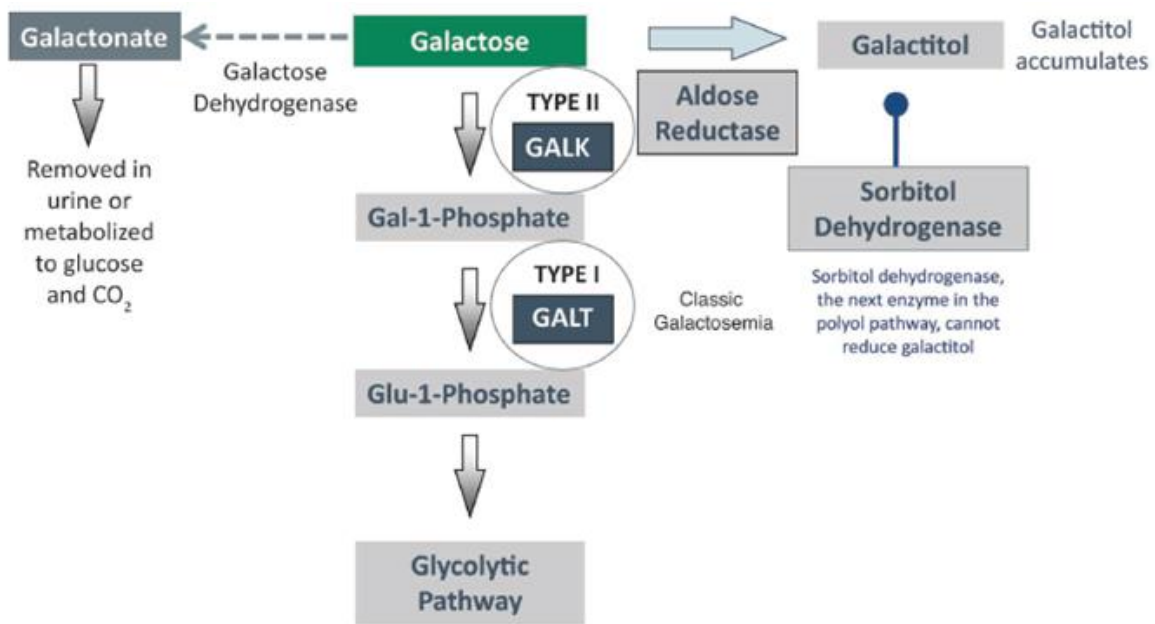 Galactonate
Galactose
Dehydrogenase
Removed in
urine or
metabolized
to glucose
and CO₂
Galactose
TYPE II
GALK
Gal-1-Phosphate
TYPE I
GALT
Classic
Galactosemia
Glu-1-Phosphate
Glycolytic
Pathway
Aldose
Reductase
Galactitol
Galactitol
accumulates
Sorbitol
Dehydrogenase
Sorbitol dehydrogenase,
the next enzyme in the
polyol pathway, cannot
reduce galactitol